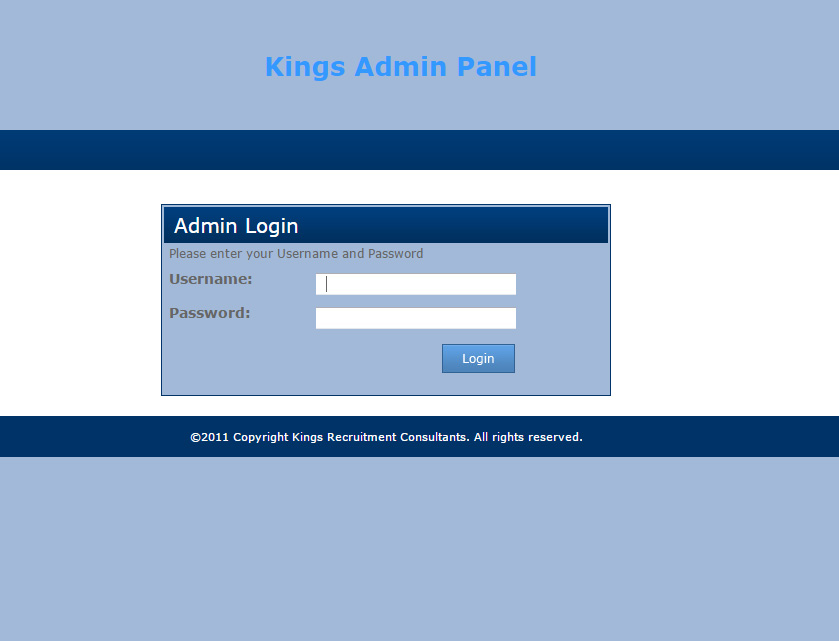 Kings Admin Panel
Admin Login
Please enter your Username and Password
Username:
Password:
Login
©2011 Copyright Kings Recruitment Consultants. All rights reserved.